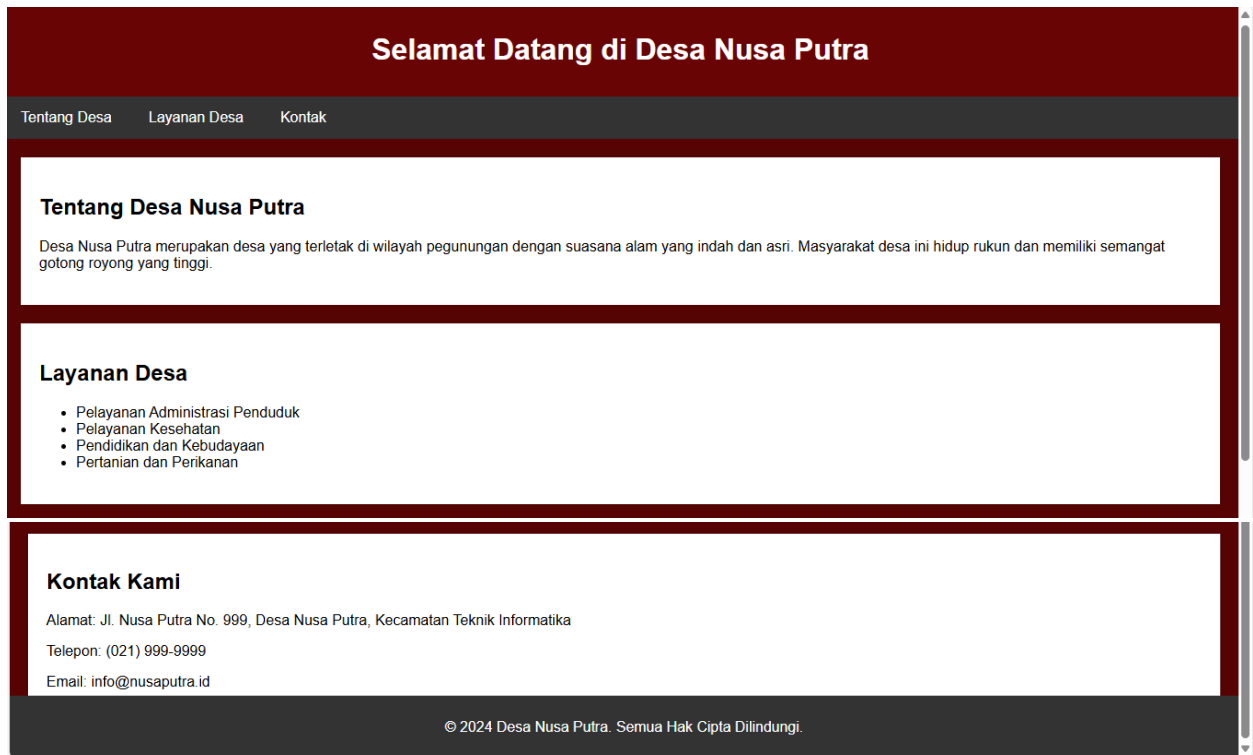 Selamat Datang di Desa Nusa Putra
Tentang Desa Layanan Desa Kontak
Tentang Desa Nusa Putra
Desa Nusa Putra merupakan desa yang terletak di wilayah pegunungan dengan suasana alam yang indah dan asri. Masyarakat desa ini hidup rukun dan memiliki semangat
gotong royong yang tinggi.
Layanan Desa
• Pelayanan Administrasi Penduduk
• Pelayanan Kesehatan
• Pendidikan dan Kebudayaan
• Pertanian dan Perikanan
Kontak Kami
Alamat: Jl. Nusa Putra No. 999, Desa Nusa Putra, Kecamatan Teknik Informatika
Telepon: (021) 999-9999
Email: info@nusaputra.id
© 2024 Desa Nusa Putra. Semua Hak Cipta Dilindungi.